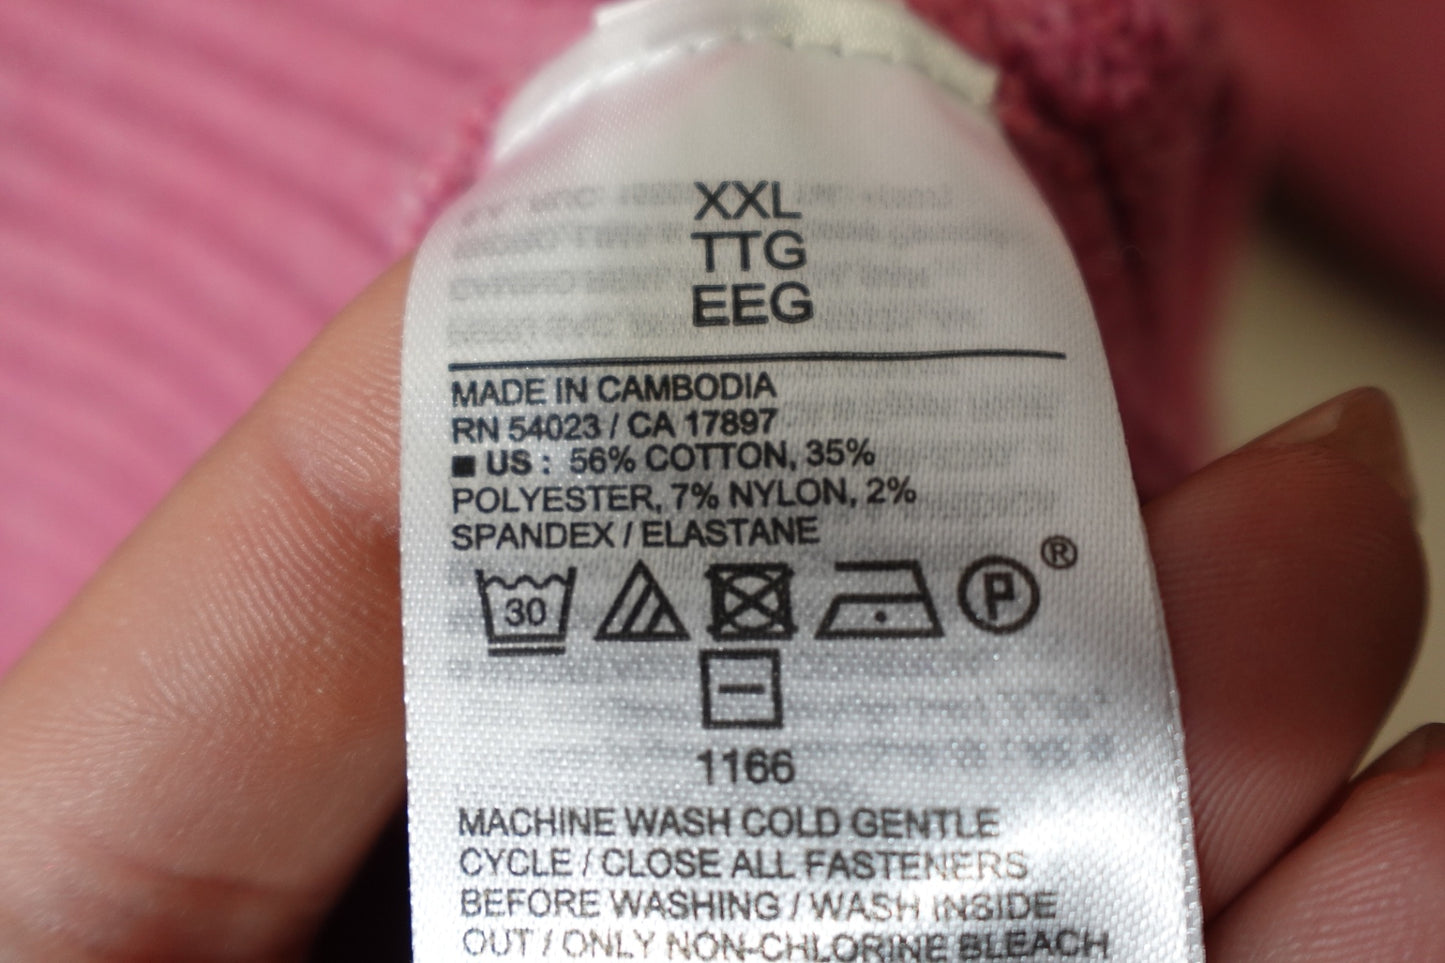 XXL
TTG
EEG
MADE IN CAMBODIA
RN 54023 / CA 17897
■ US : 56% COTTON, 35%
POLYESTER, 7% NYLON, 2%
SPANDEX / ELASTANE
30
P ®
1166
MACHINE WASH COLD GENTLE
CYCLE / CLOSE ALL FASTENERS
BEFORE WASHING / WASH INSIDE
OUT / ONLY NON-CHLORINE BLEACH